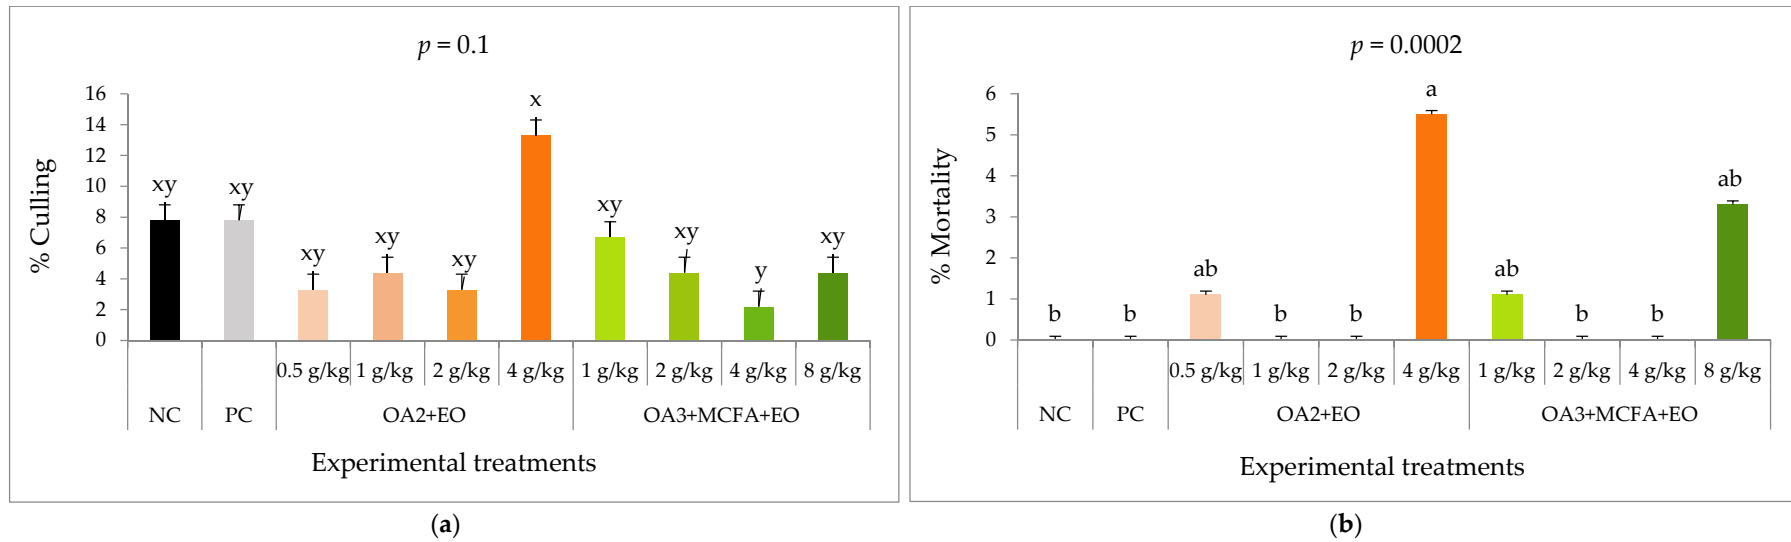 p = 0.1
% Culling
16
14
12
10
8
6
4
2
0
xy
xy
xy
xy
xy
x
xy
xy
y
xy
0.5 g/kg
1 g/kg
2 g/kg
4 g/kg
1 g/kg
2 g/kg
4 g/kg
8 g/kg
NC
PC
OA2+EO
OA3+MCFA+EO
Experimental treatments
(a)
p = 0.0002
% Mortality
6
5
4
3
2
1
0
b
b
ab
b
b
a
ab
b
b
ab
0.5 g/kg
1 g/kg
2 g/kg
4 g/kg
1 g/kg
2 g/kg
4 g/kg
8 g/kg
NC
PC
OA2+EO
OA3+MCFA+EO
Experimental treatments
(b)